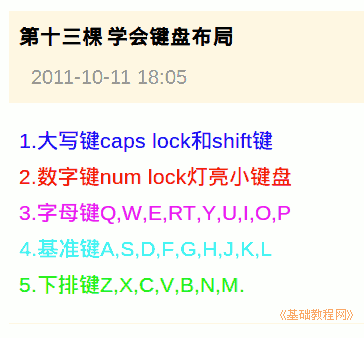 第十三棵 学会键盘布局
2011-10-11 18:05
1.大写键caps lock和shift键
2.数字键num lock灯亮小键盘
3.字母键Q,W,E,RT,Y,U,I,O,P
4.基准键A,S,D,F,G,H,J,K,L
5.下排键Z,X,C,V,B,N,M.
《基础教程网》